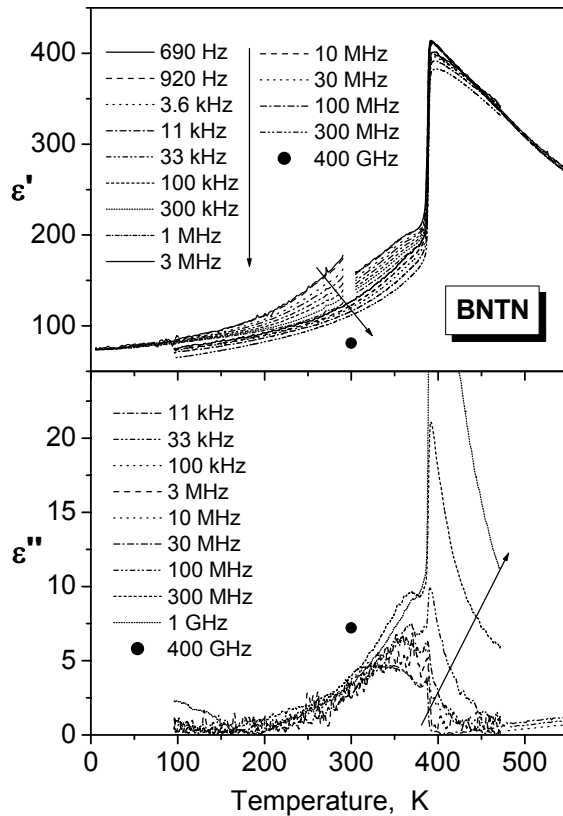 400
300
200
100
ε'
690 Hz
920 Hz
3.6 kHz
11 kHz
33 kHz
100 kHz
300 kHz
1 MHz
3 MHz
10 MHz
30 MHz
100 MHz
300 MHz
400 GHz
BNTN
20
15
10
5
0
ε''
11 kHz
33 kHz
100 kHz
3 MHz
10 MHz
30 MHz
100 MHz
300 MHz
1 GHz
400 GHz
0 100 200 300 400 500
Temperature, K